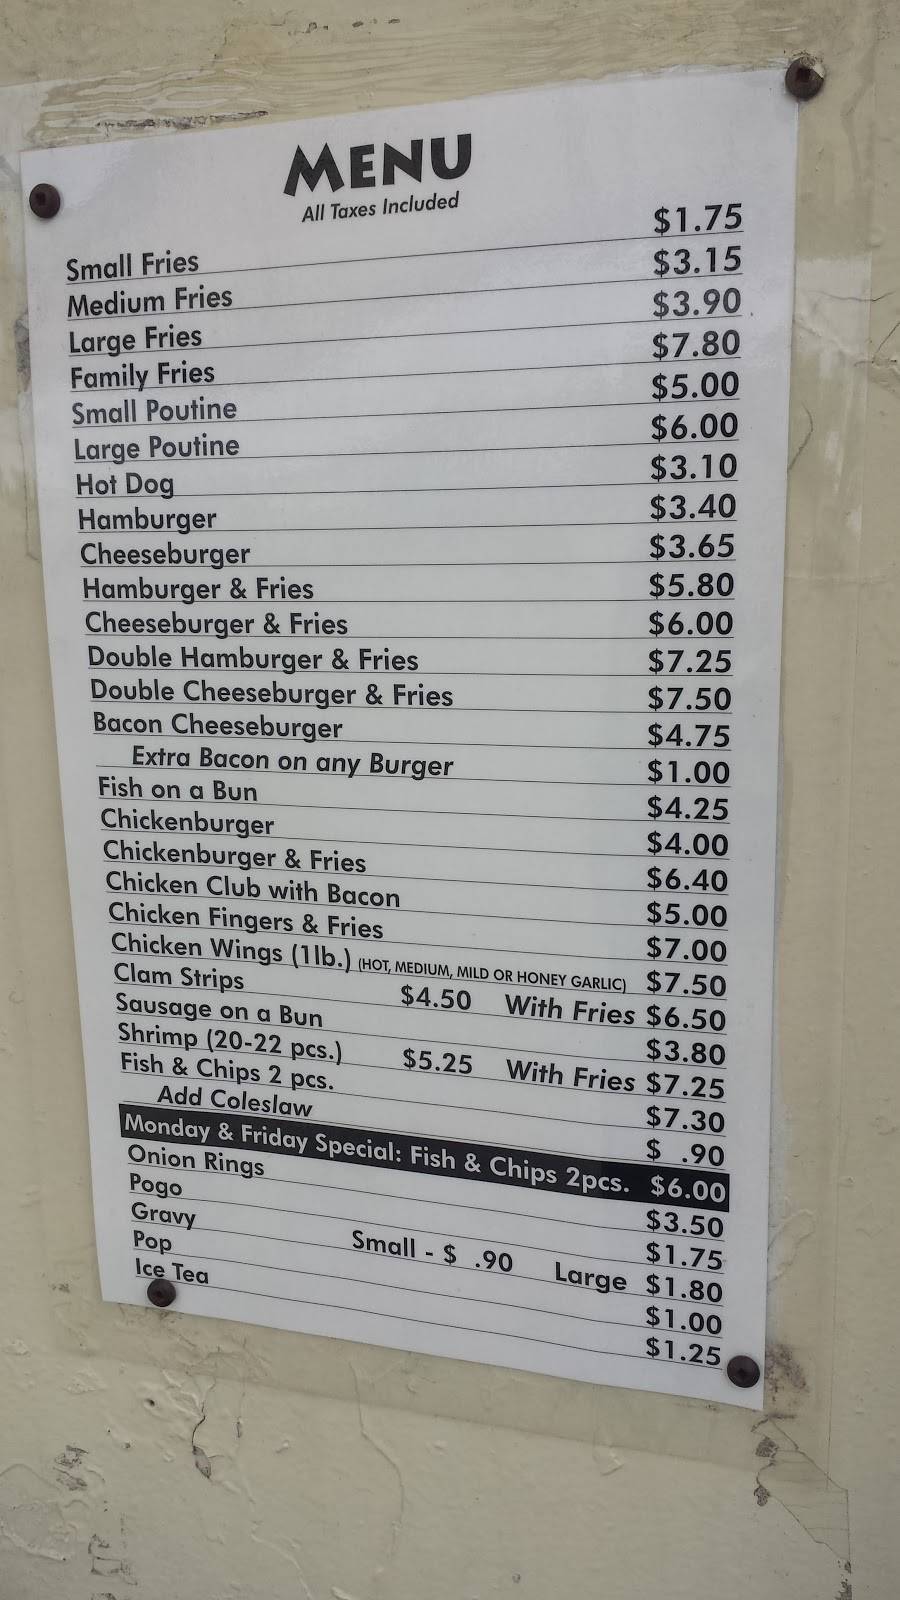 MENU
All Taxes Included
Small Fries $1.75
Medium Fries $3.15
Large Fries $3.90
Family Fries $7.80
Small Poutine $5.00
Large Poutine $6.00
Hot Dog $3.10
Hamburger $3.40
Cheeseburger $3.65
Hamburger & Fries $5.80
Cheeseburger & Fries $6.00
Double Hamburger & Fries $7.25
Double Cheeseburger & Fries $7.50
Bacon Cheeseburger $4.75
Extra Bacon on any Burger $1.00
Fish on a Bun $4.25
Chickenburger $4.00
Chickenburger & Fries $6.40
Chicken Club with Bacon $5.00
Chicken Fingers & Fries $7.00
Chicken Wings (1lb.) (HOT, MEDIUM, MILD OR HONEY GARLIC) $7.50
Clam Strips $4.50 With Fries $6.50
Sausage on a Bun $3.80
Shrimp (20-22 pcs.) $5.25 With Fries $7.25
Fish & Chips 2 pcs. $7.30
Add Coleslaw $ .90
Monday & Friday Special: Fish & Chips 2pcs. $6.00
Onion Rings $3.50
Pogo $1.75
Gravy Small - $ .90 Large $1.80
Pop $1.00
Ice Tea $1.25